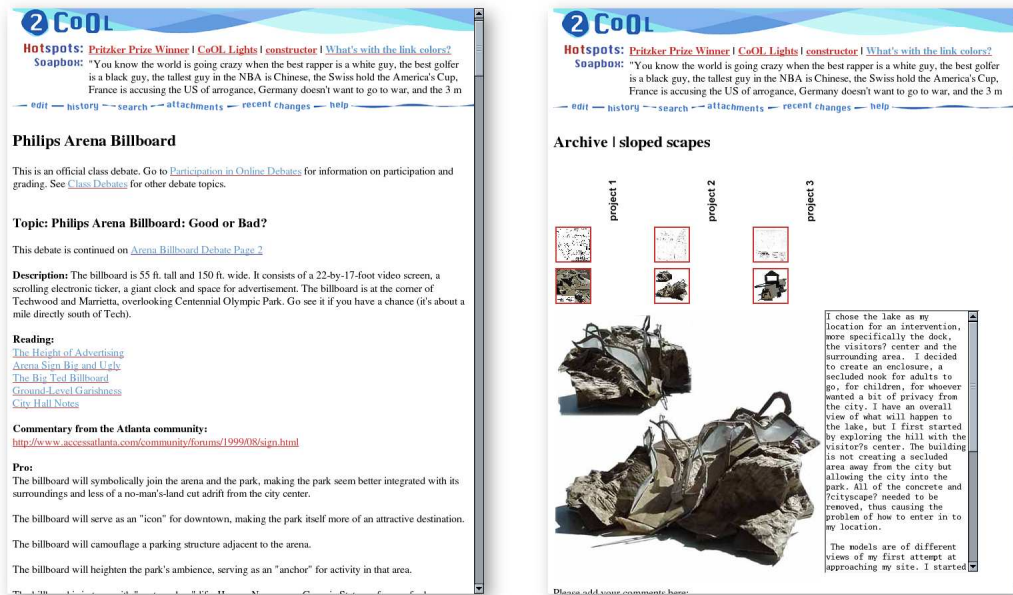 2 CoOL
Hotspots: Pritzker Prize Winner | CoOL Lights | constructor | What's with the link colors?
Soapbox: "You know the world is going crazy when the best rapper is a white guy, the best golfer
is a black guy, the tallest guy in the NBA is Chinese, the Swiss hold the America's Cup,
France is accusing the US of arrogance, Germany doesn't want to go to war, and the 3 m
edit history search attachments recent changes help
Philips Arena Billboard
This is an official class debate. Go to Participation in Online Debates for information on participation and
grading. See Class Debates for other debate topics.
Topic: Philips Arena Billboard: Good or Bad?
This debate is continued on Arena Billboard Debate Page 2
Description: The billboard is 55 ft. tall and 150 ft. wide. It consists of a 22-by-17-foot video screen, a
scrolling electronic ticker, a giant clock and space for advertisement. The billboard is at the corner of
Techwood and Marrietta, overlooking Centennial Olympic Park. Go see it if you have a chance (it's about a
mile directly south of Tech).
Reading:
The Height of Advertising
Arena Sign Big and Ugly
The Big Ted Billboard
Ground-Level Garishness
City Hall Notes
Commentary from the Atlanta community:
http://www.accessatlanta.com/community/forums/1999/08/sign.html
Pro:
The billboard will symbolically join the arena and the park, making the park seem better integrated with its
surroundings and less of a no-man's-land cut adrift from the city center.
The billboard will serve as an "icon" for downtown, making the park itself more of an attractive destination.
The billboard will camouflage a parking structure adjacent to the arena.
The billboard will heighten the park's ambience, serving as an "anchor" for activity in that area.
2 CoOL
Hotspots: Pritzker Prize Winner | CoOL Lights | constructor | What's with the link colors?
Soapbox: "You know the world is going crazy when the best rapper is a white guy, the best golfer
is a black guy, the tallest guy in the NBA is Chinese, the Swiss hold the America's Cup,
France is accusing the US of arrogance, Germany doesn't want to go to war, and the 3 m
edit history search attachments recent changes help
Archive | sloped scapes
project 1
project 2
project 3
I chose the lake as my
location for an intervention,
more specifically the dock,
the visitors? center and the
surrounding area. I decided
to create an enclosure, a
secluded nook for adults to
go, for children, for whoever
wanted a bit of privacy from
the city. I have an overall
view of what will happen to
the lake, but I first started
by exploring the hill with the
visitor?s center. The building
is not creating a secluded
area away from the city but
allowing the city into the
park. All of the concrete and
?cityscape? needed to be
removed, thus causing the
problem of how to enter in to
my location.
The models are of different
views of my first attempt at
approaching my site. I started
Please add your comments here: